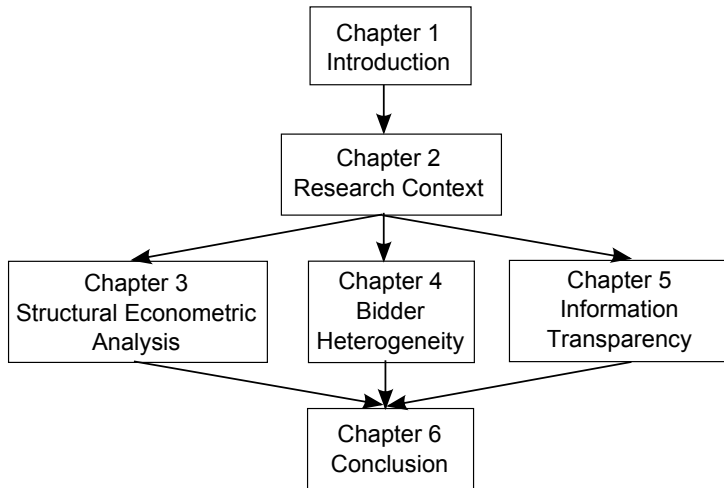 Chapter 1
Introduction
Chapter 2
Research Context
Chapter 3
Structural Econometric
Analysis
Chapter 4
Bidder
Heterogeneity
Chapter 5
Information
Transparency
Chapter 6
Conclusion